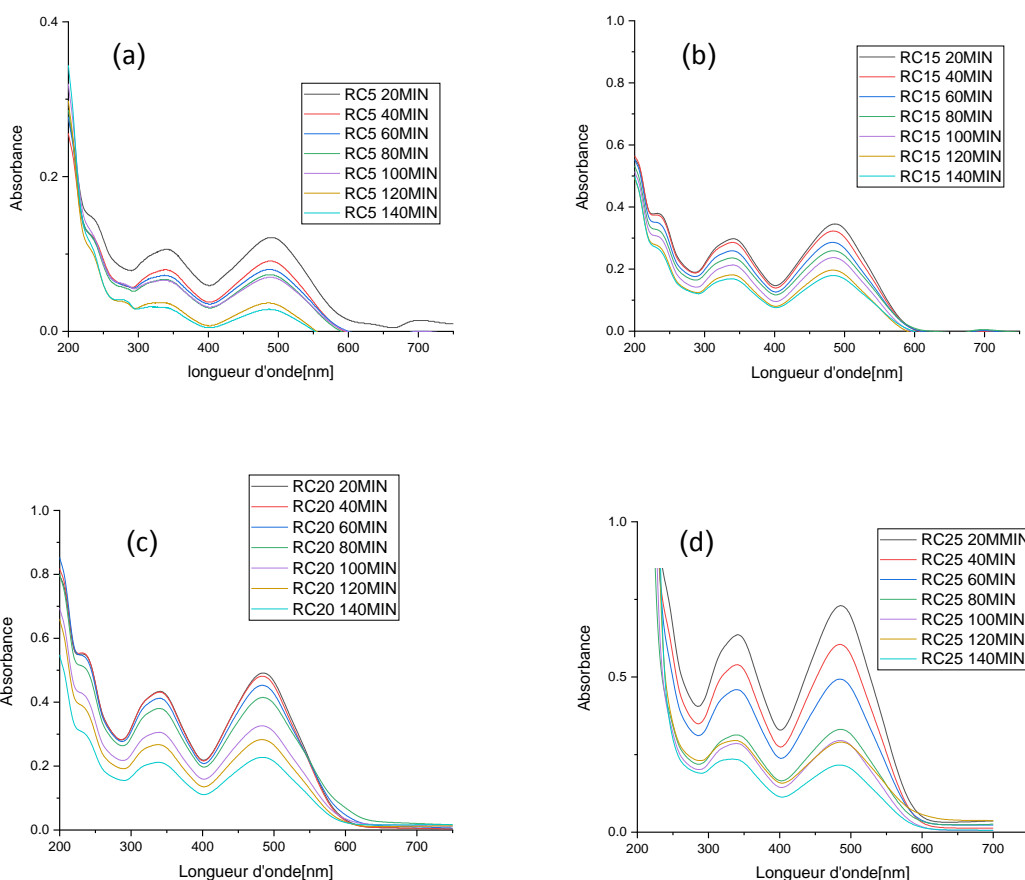 (a)
0.4
0.2
0.0
Absorbance
RC5 20MIN
RC5 40MIN
RC5 60MIN
RC5 80MIN
RC5 100MIN
RC5 120MIN
RC5 140MIN
200 300 400 500 600 700
longueur d'onde[nm]
(b)
1.0
0.8
0.6
0.4
0.2
0.0
Absorbance
RC15 20MIN
RC15 40MIN
RC15 60MIN
RC15 80MIN
RC15 100MIN
RC15 120MIN
RC15 140MIN
200 300 400 500 600 700
Longueur d'onde[nm]
(c)
1.0
0.8
0.6
0.4
0.2
0.0
Absorbance
RC20 20MIN
RC20 40MIN
RC20 60MIN
RC20 80MIN
RC20 100MIN
RC20 120MIN
RC20 140MIN
200 300 400 500 600 700
Longueur d'onde[nm]
(d)
1.0
0.5
0.0
Absorbance
RC25 20MMIN
RC25 40MIN
RC25 60MIN
RC25 80MIN
RC25 100MIN
RC25 120MIN
RC25 140MIN
200 300 400 500 600 700
Longueur d'onde[nm]